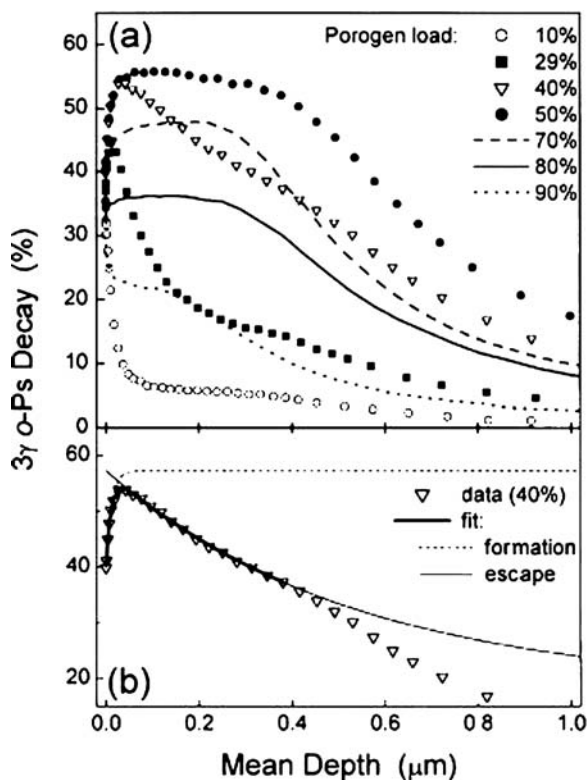 (a)
Porogen load:
10%
29%
40%
50%
70%
80%
90%
60
50
40
30
20
10
0
3γ o-Ps Decay (%)
60
40
20
data (40%)
fit:
formation
escape
(b)
0.0 0.2 0.4 0.6 0.8 1.0
Mean Depth (μm)